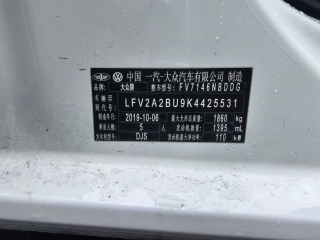 中国 一汽-大众汽车有限公司 制造
品牌: 大众牌 整车型号: FV7146NBDDG
车辆识别代号: LFV2A2BU9K4425531
制造年月: 2019-10-06 最大允许总质量: 1860 kg
乘坐人数: 5 人 发动机排量: 1395 mL
发动机型号: DJS 发动机最大净功率: 110 kW